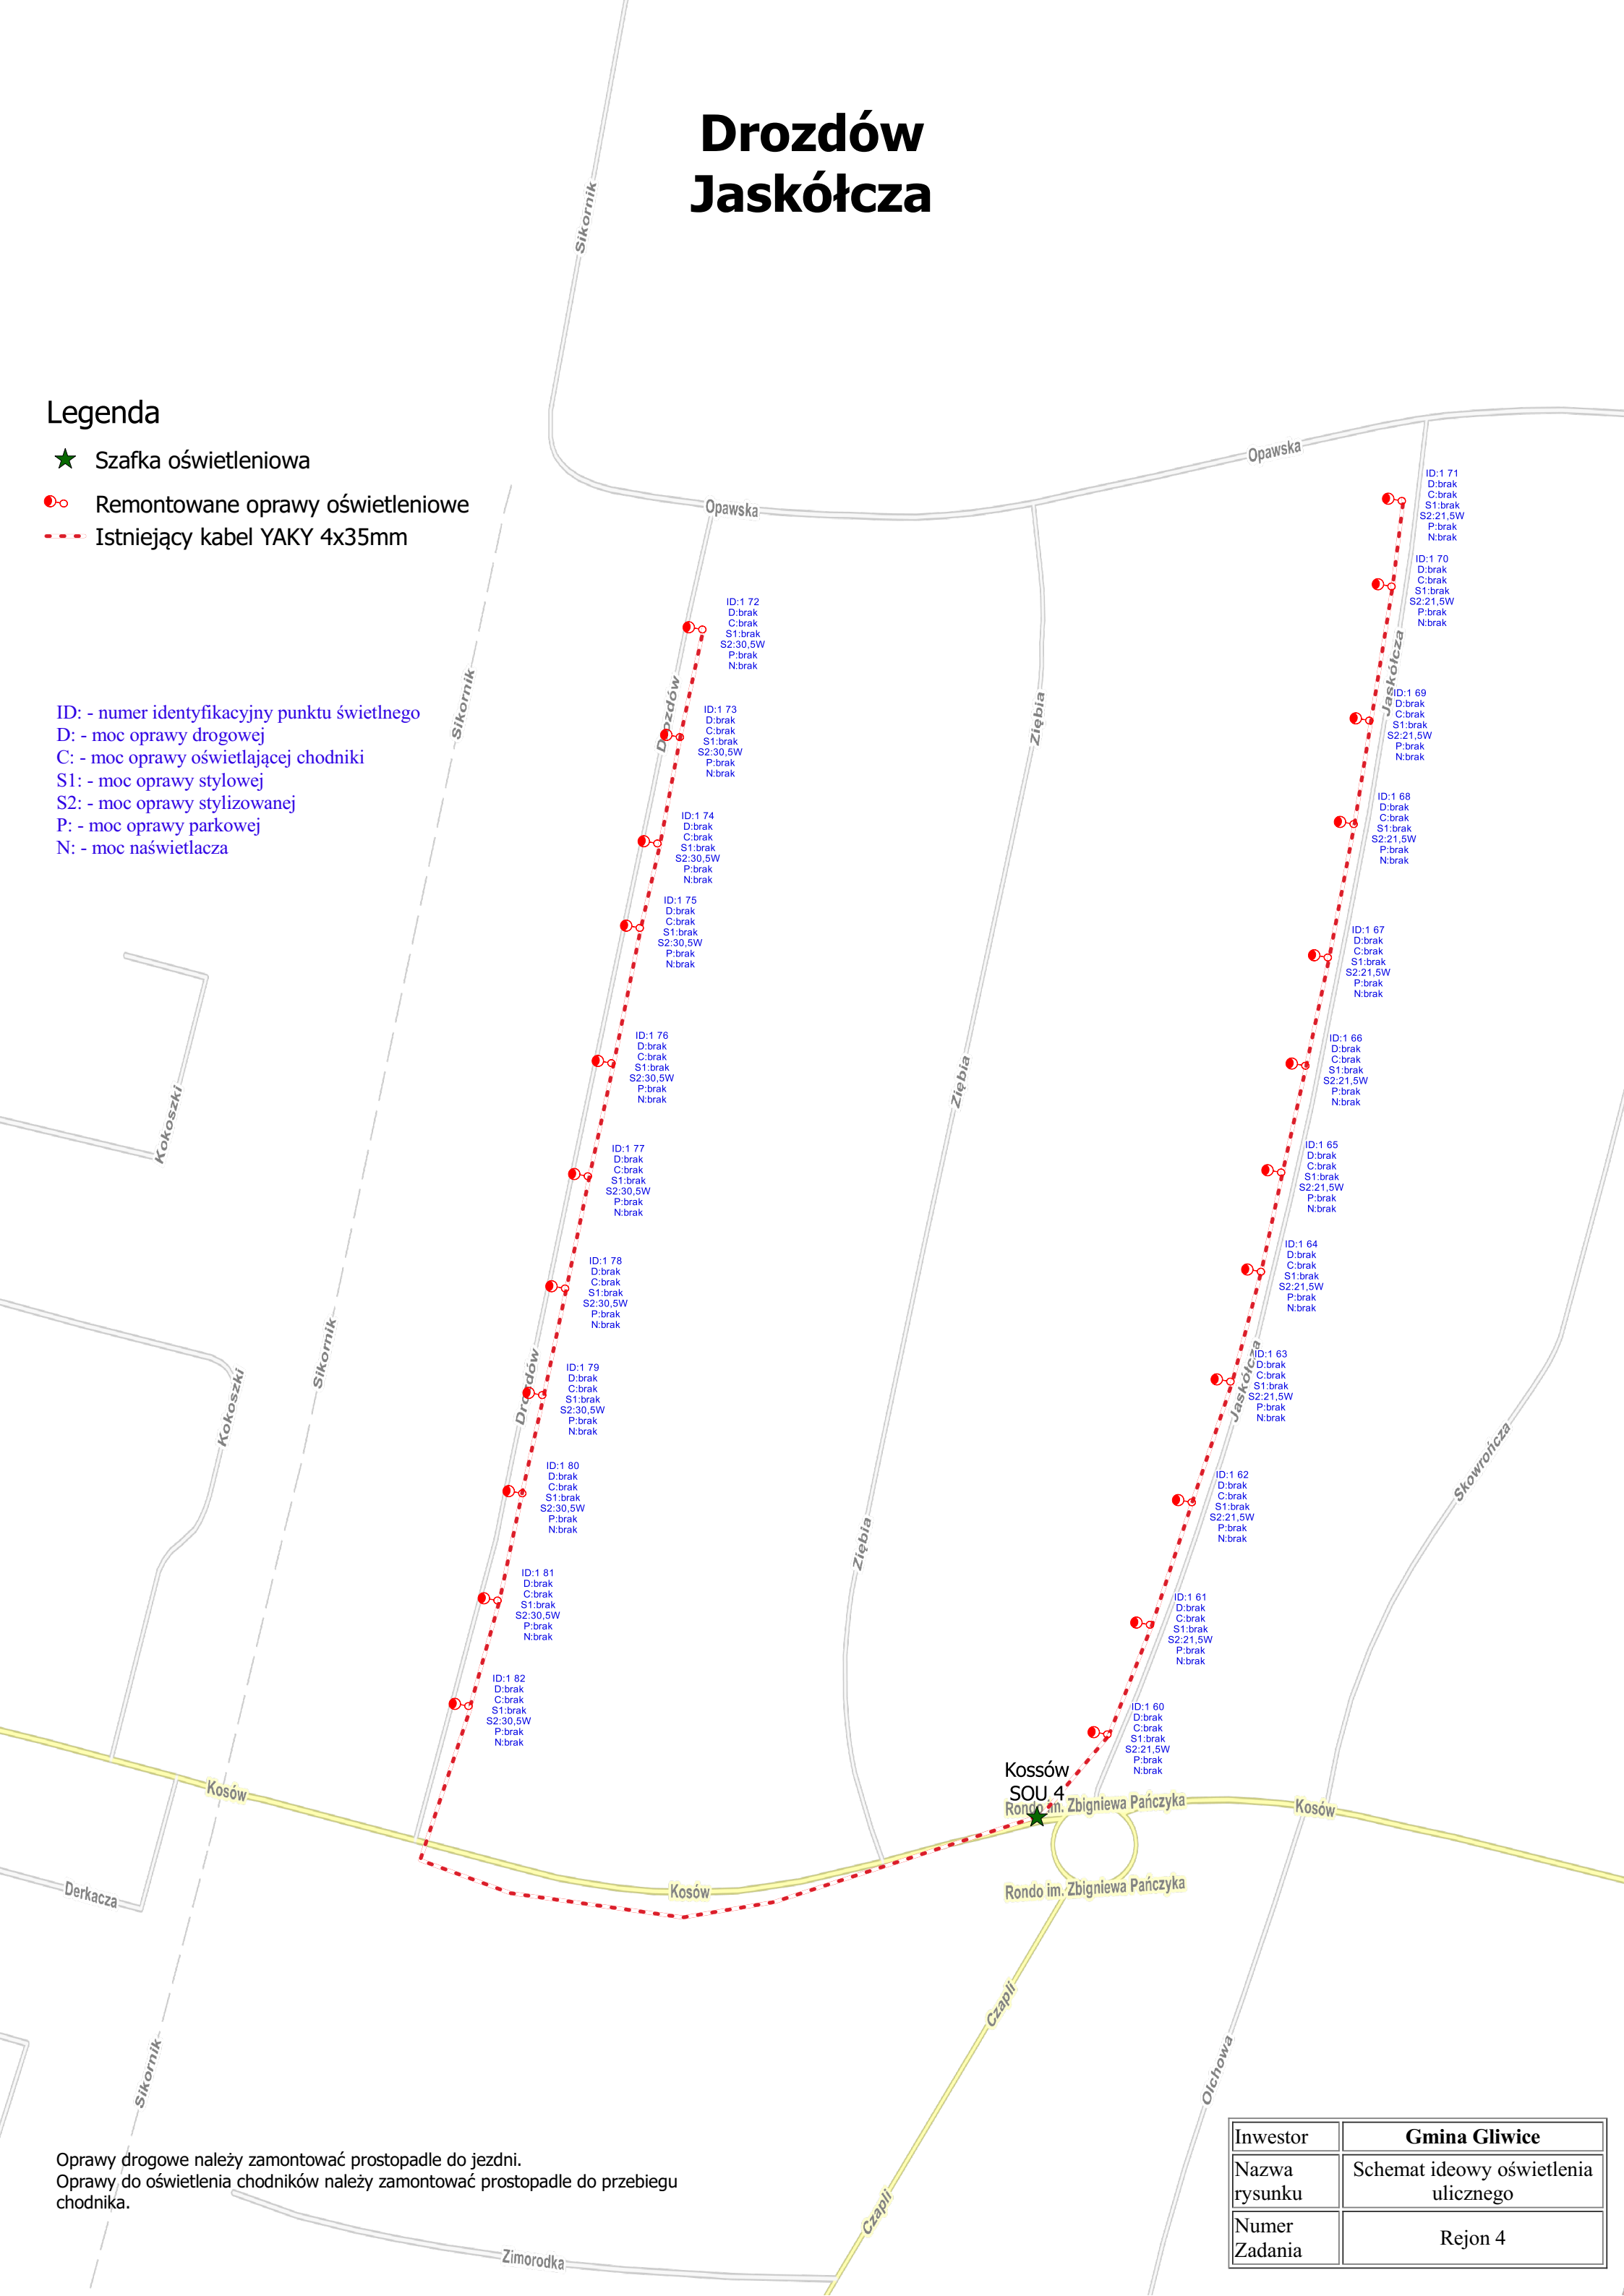 Drozdów
Jaskółcza
Sikornik
Legenda
Szafka oświetleniowa
Remontowane oprawy oświetleniowe
Istniejący kabel YAKY 4x35mm
Opawska
Opawska
ID: - numer identyfikacyjny punktu świetlnego
D: - moc oprawy drogowej
C: - moc oprawy oświetlającej chodniki
S1: - moc oprawy stylowej
S2: - moc oprawy stylizowanej
P: - moc oprawy parkowej
N: - moc naświetlacza
ID:1 71
D:brak
C:brak
S1:brak
S2:21,5W
P:brak
N:brak
ID:1 70
D:brak
C:brak
S1:brak
S2:21,5W
P:brak
N:brak
Jaskółcza
ID:1 69
D:brak
C:brak
S1:brak
S2:21,5W
P:brak
N:brak
ID:1 68
D:brak
C:brak
S1:brak
S2:21,5W
P:brak
N:brak
ID:1 67
D:brak
C:brak
S1:brak
S2:21,5W
P:brak
N:brak
ID:1 66
D:brak
C:brak
S1:brak
S2:21,5W
P:brak
N:brak
ID:1 65
D:brak
C:brak
S1:brak
S2:21,5W
P:brak
N:brak
ID:1 64
D:brak
C:brak
S1:brak
S2:21,5W
P:brak
N:brak
Jaskółcza
ID:1 63
D:brak
C:brak
S1:brak
S2:21,5W
P:brak
N:brak
ID:1 62
D:brak
C:brak
S1:brak
S2:21,5W
P:brak
N:brak
ID:1 61
D:brak
C:brak
S1:brak
S2:21,5W
P:brak
N:brak
ID:1 60
D:brak
C:brak
S1:brak
S2:21,5W
P:brak
N:brak
ID:1 72
D:brak
C:brak
S1:brak
S2:30,5W
P:brak
N:brak
Drozdów
ID:1 73
D:brak
C:brak
S1:brak
S2:30,5W
P:brak
N:brak
ID:1 74
D:brak
C:brak
S1:brak
S2:30,5W
P:brak
N:brak
ID:1 75
D:brak
C:brak
S1:brak
S2:30,5W
P:brak
N:brak
ID:1 76
D:brak
C:brak
S1:brak
S2:30,5W
P:brak
N:brak
ID:1 77
D:brak
C:brak
S1:brak
S2:30,5W
P:brak
N:brak
ID:1 78
D:brak
C:brak
S1:brak
S2:30,5W
P:brak
N:brak
Drozdów
ID:1 79
D:brak
C:brak
S1:brak
S2:30,5W
P:brak
N:brak
ID:1 80
D:brak
C:brak
S1:brak
S2:30,5W
P:brak
N:brak
ID:1 81
D:brak
C:brak
S1:brak
S2:30,5W
P:brak
N:brak
ID:1 82
D:brak
C:brak
S1:brak
S2:30,5W
P:brak
N:brak
Sikornik
Ziębia
Ziębia
Ziębia
Kokoszki
Kokoszki
Sikornik
Skowrończa
Kossów
SOU 4
Rondo im. Zbigniewa Pańczyka
Kosów
Kosów
Kosów
Rondo im. Zbigniewa Pańczyka
Derkacza
Czapli
Olchowa
Sikornik
Czapli
Zimorodka
Oprawy drogowe należy zamontować prostopadle do jezdni.
Oprawy do oświetlenia chodników należy zamontować prostopadle do przebiegu
chodnika.
Inwestor
Gmina Gliwice
Nazwa
rysunku
Schemat ideowy oświetlenia
ulicznego
Numer
Zadania
Rejon 4